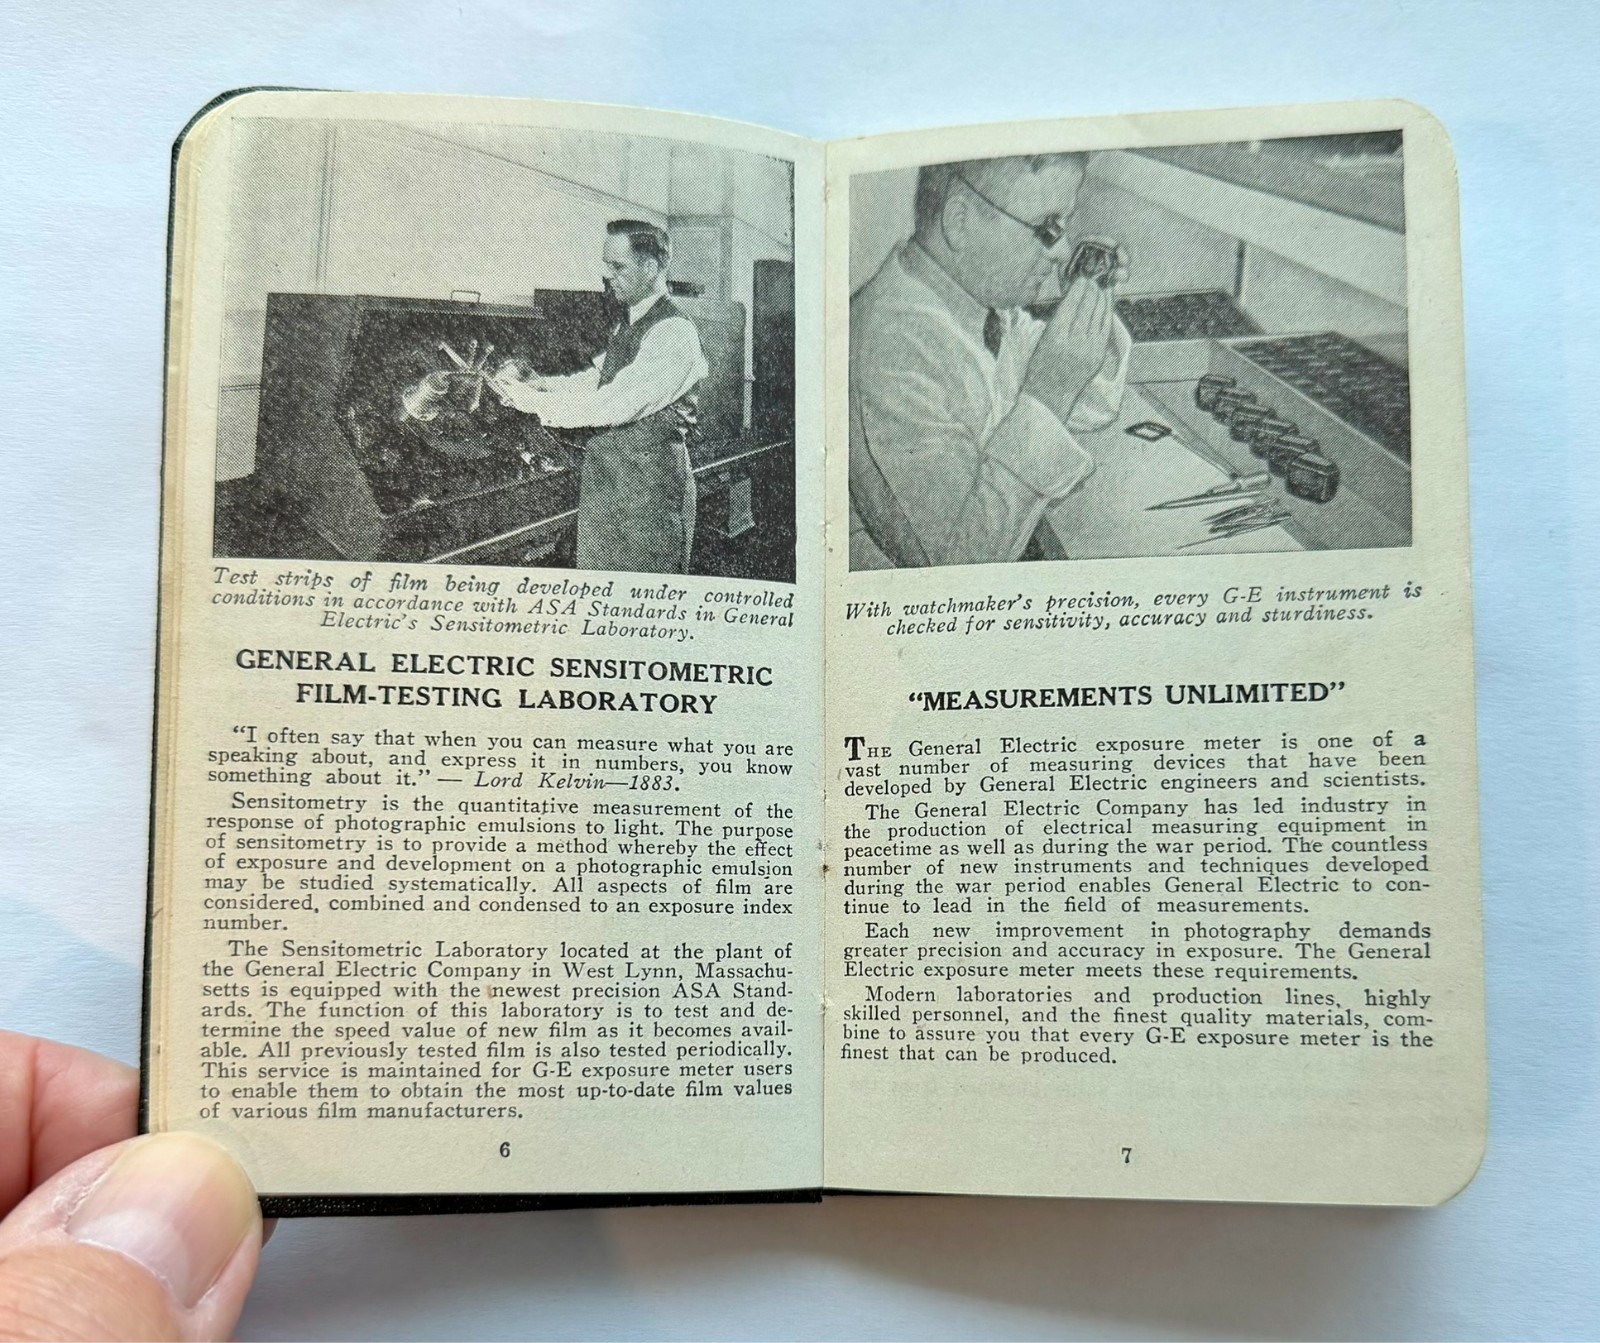 Test strips of film being developed under controlled
conditions in accordance with ASA Standards in General
Electric's Sensitometric Laboratory.
GENERAL ELECTRIC SENSITOMETRIC
FILM-TESTING LABORATORY
“I often say that when you can measure what you are
speaking about, and express it in numbers, you know
something about it.” — Lord Kelvin—1883.
Sensitometry is the quantitative measurement of the
response of photographic emulsions to light. The purpose
of sensitometry is to provide a method whereby the effect
of exposure and development on a photographic emulsion
may be studied systematically. All aspects of film are
considered, combined and condensed to an exposure index
number.
The Sensitometric Laboratory located at the plant of
the General Electric Company in West Lynn, Massachu-
setts is equipped with the newest precision ASA Stand-
ards. The function of this laboratory is to test and de-
termine the speed value of new film as it becomes avail-
able. All previously tested film is also tested periodically.
This service is maintained for G-E exposure meter users
to enable them to obtain the most up-to-date film values
of various film manufacturers.
6
With watchmaker's precision, every G-E instrument is
checked for sensitivity, accuracy and sturdiness.
“MEASUREMENTS UNLIMITED”
THE General Electric exposure meter is one of a
vast number of measuring devices that have been
developed by General Electric engineers and scientists.
The General Electric Company has led industry in
the production of electrical measuring equipment in
peacetime as well as during the war period. The countless
number of new instruments and techniques developed
during the war period enables General Electric to con-
tinue to lead in the field of measurements.
Each new improvement in photography demands
greater precision and accuracy in exposure. The General
Electric exposure meter meets these requirements.
Modern laboratories and production lines, highly
skilled personnel, and the finest quality materials, com-
bine to assure you that every G-E exposure meter is the
finest that can be produced.
7